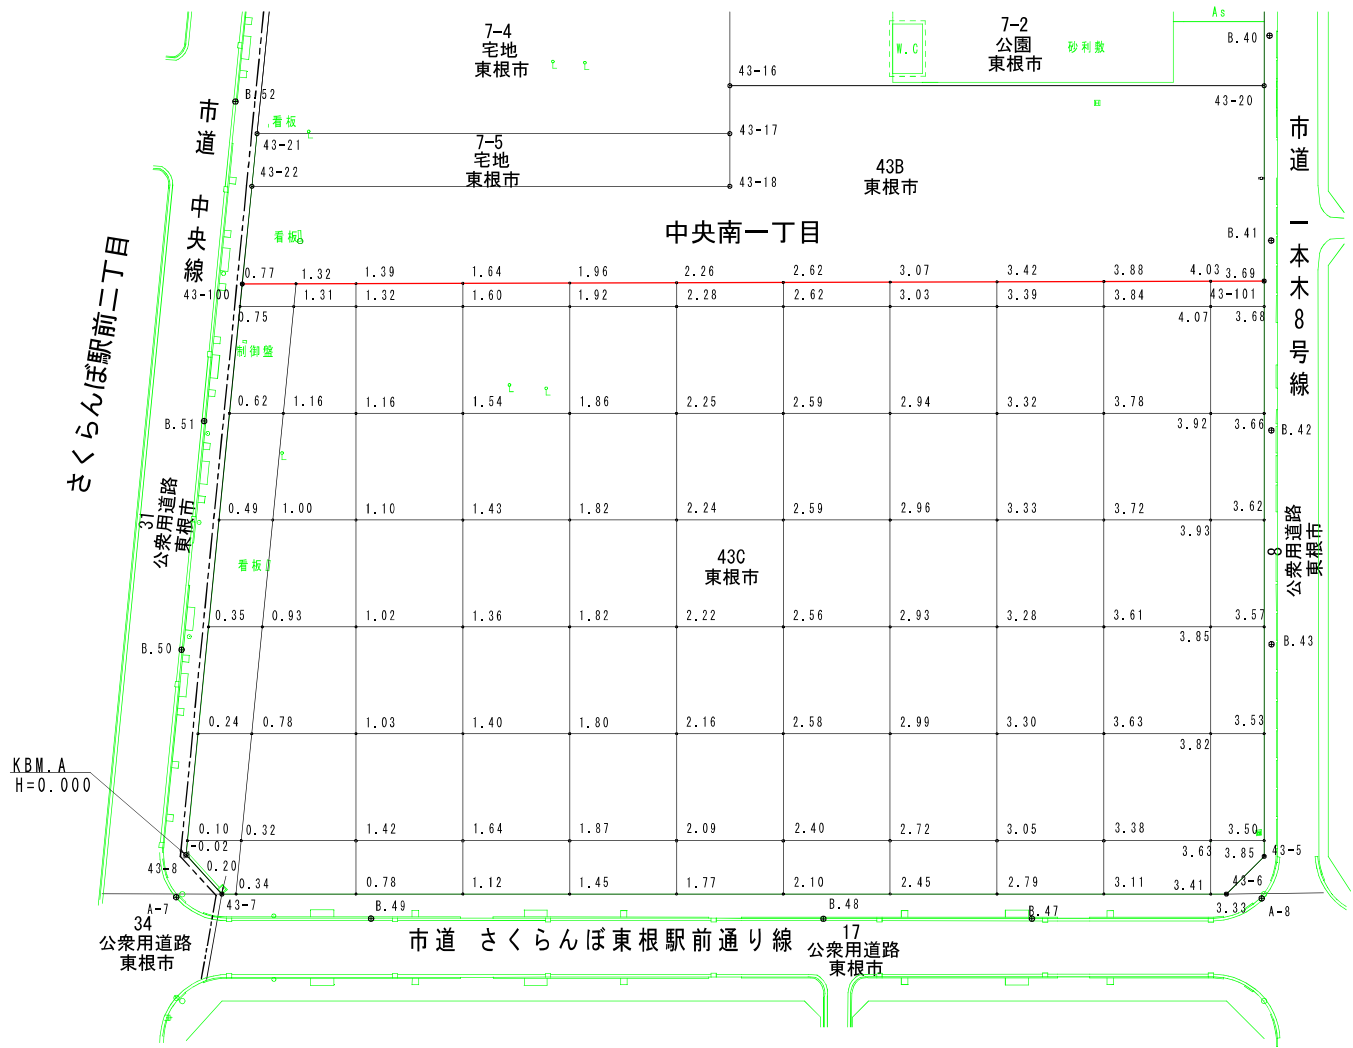 7-4
宅地
東根市
7-2
公園
東根市
As
W.C
砂利敷
B.40
43-16
43-20
B.52
市道 中央線
看板
43-21
43-17
7-5
宅地
東根市
43-22
43-18
43B
東根市
市道 一本木8号線
中央南一丁目
看板
B.41
さくらんぼ駅前二丁目
0.77 1.32 1.39 1.64 1.96 2.26 2.62 3.07 3.42 3.88 4.03 3.69
43-100
1.31 1.32 1.60 1.92 2.28 2.62 3.03 3.39 3.84
43-101
0.75
4.07 3.68
制御盤
0.62 1.16 1.16 1.54 1.86 2.25 2.59 2.94 3.32 3.78
3.92 3.66
B.51
B.42
31
公衆用道路
東根市
0.49 1.00 1.10 1.43 1.82 2.24 2.59 2.96 3.33 3.72
3.93
3.62
8
公衆用道路
東根市
看板
43C
東根市
0.35 0.93 1.02 1.36 1.82 2.22 2.56 2.93 3.28 3.61
3.85
3.57
B.50
B.43
0.24 0.78 1.03 1.40 1.80 2.16 2.58 2.99 3.30 3.63
3.82
3.53
KBM.A
H=0.000
0.10 0.32 1.42 1.64 1.87 2.09 2.40 2.72 3.05 3.38
3.50
-0.02
3.63 3.85
43-5
43-8
0.20
0.34 0.78 1.12 1.45 1.77 2.10 2.45 2.79 3.11 3.41
43-6
3.33
A-7
43-7
B.49
B.48
B.47
A-8
34
公衆用道路
東根市
市道 さくらんぼ東根駅前通り線
17
公衆用道路
東根市